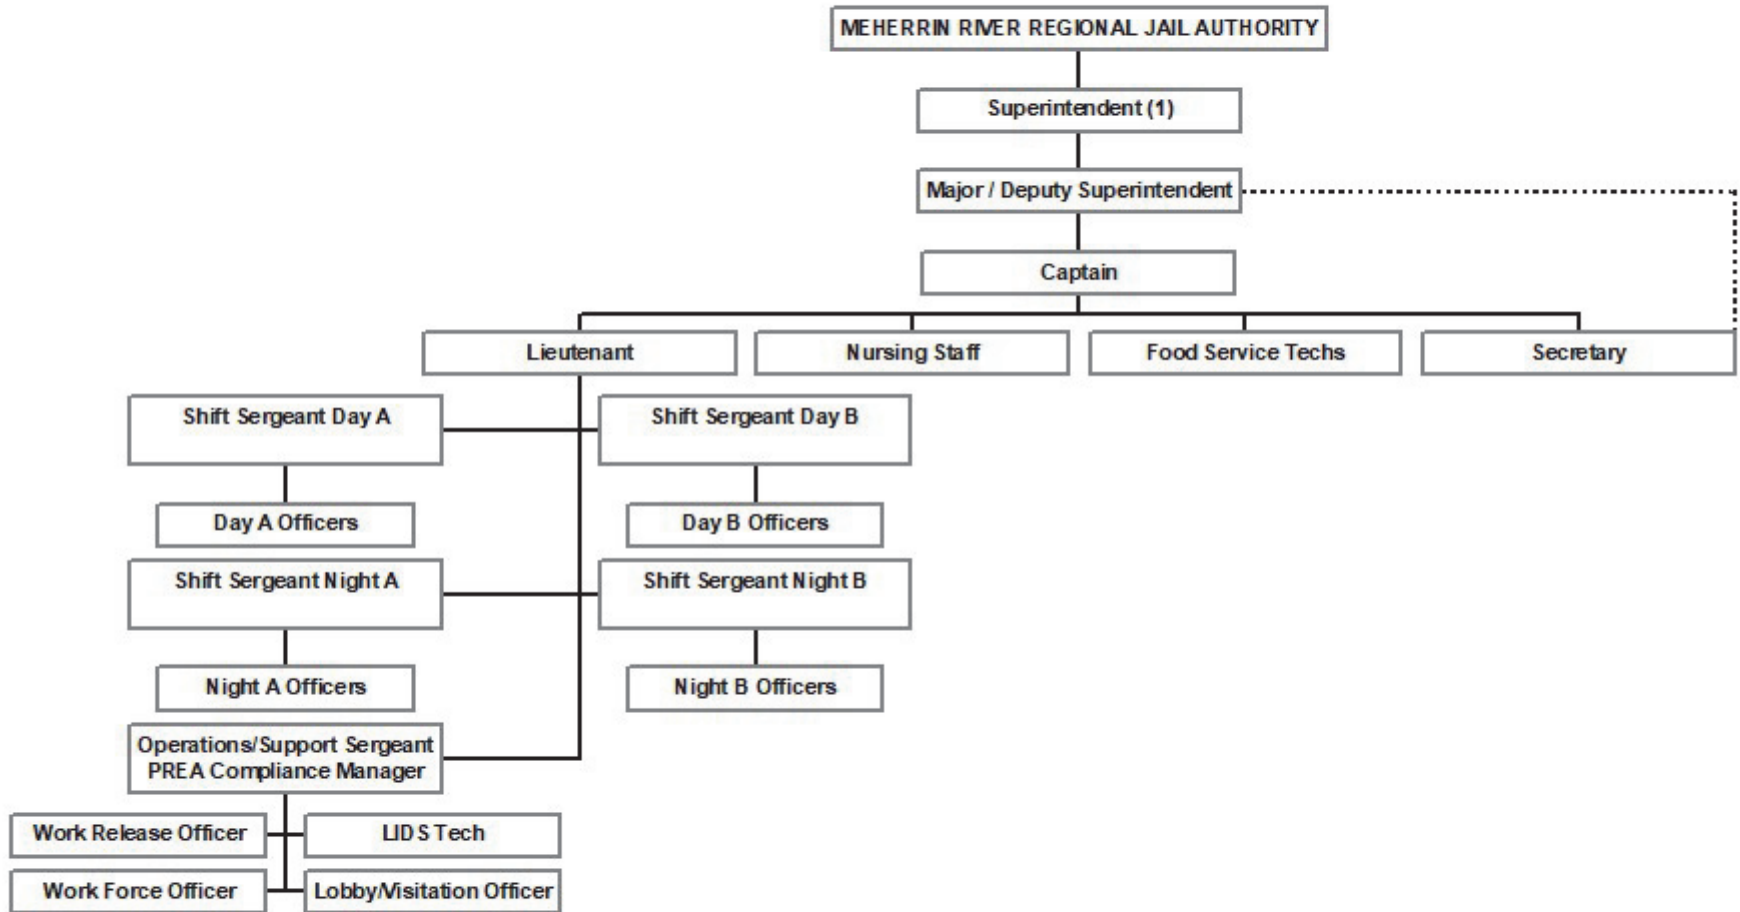 MEHERRIN RIVER REGIONAL JAIL AUTHORITY
Superintendent (1)
Major / Deputy Superintendent
Captain
Lieutenant
Nursing Staff
Food Service Techs
Secretary
Shift Sergeant Day A
Shift Sergeant Day B
Day A Officers
Day B Officers
Shift Sergeant Night A
Shift Sergeant Night B
Night A Officers
Night B Officers
Operations/Support Sergeant
PREA Compliance Manager
Work Release Officer
LIDS Tech
Work Force Officer
Lobby/Visitation Officer